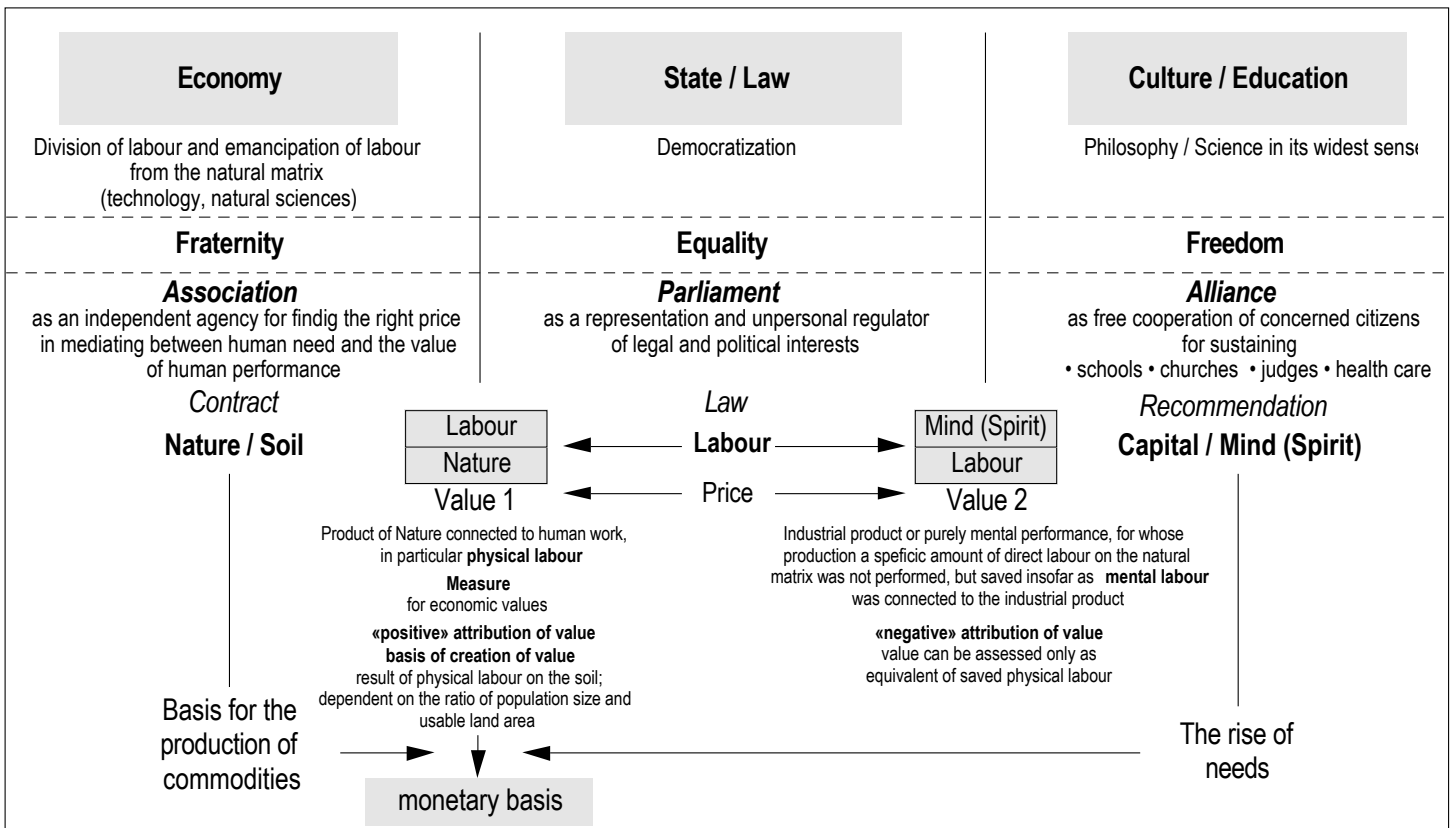 Economy
State / Law
Culture / Education
Division of labour and emancipation of labour
from the natural matrix
(technology, natural sciences)
Democratization
Philosophy / Science in its widest sense
Fraternity
Equality
Freedom
Association
as an independent agency for findig the right price
in mediating between human need and the value
of human performance
Contract
Nature / Soil
Parliament
as a representation and unpersonal regulator
of legal and political interests
Law
Labour
Price
Alliance
as free cooperation of concerned citizens
for sustaining
• schools • churches • judges • health care
Recommendation
Capital / Mind (Spirit)
Labour
Nature
Value 1
Product of Nature connected to human work,
in particular physical labour
Measure
for economic values
«positive» attribution of value
basis of creation of value
result of physical labour on the soil;
dependent on the ratio of population size and
usable land area
Mind (Spirit)
Labour
Value 2
Industrial product or purely mental performance, for whose
production a speficic amount of direct labour on the natural
matrix was not performed, but saved insofar as mental labour
was connected to the industrial product
«negative» attribution of value
value can be assessed only as
equivalent of saved physical labour
Basis for the
production of
commodities
The rise of
needs
monetary basis